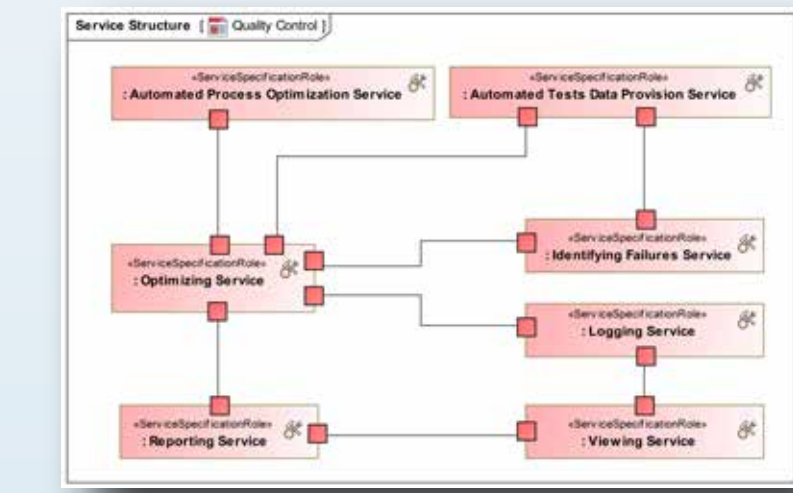 Service Structure [ Quality Control ]
«ServiceSpecificationRole»
: Automated Process Optimization Service
«ServiceSpecificationRole»
: Automated Tests Data Provision Service
«ServiceSpecificationRole»
: Optimizing Service
«ServiceSpecificationRole»
: Identifying Failures Service
«ServiceSpecificationRole»
: Logging Service
«ServiceSpecificationRole»
: Reporting Service
«ServiceSpecificationRole»
: Viewing Service